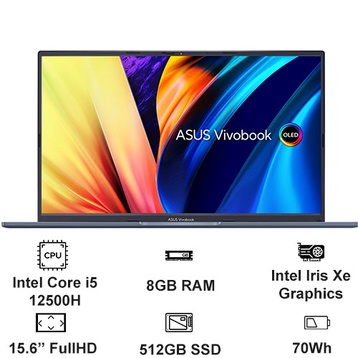 ASUS Vivobook
OLED
ASUS Vivobook
CPU
Intel Core i5
12500H
8GB RAM
Intel Iris Xe
Graphics
15.6” FullHD
512GB SSD
70Wh